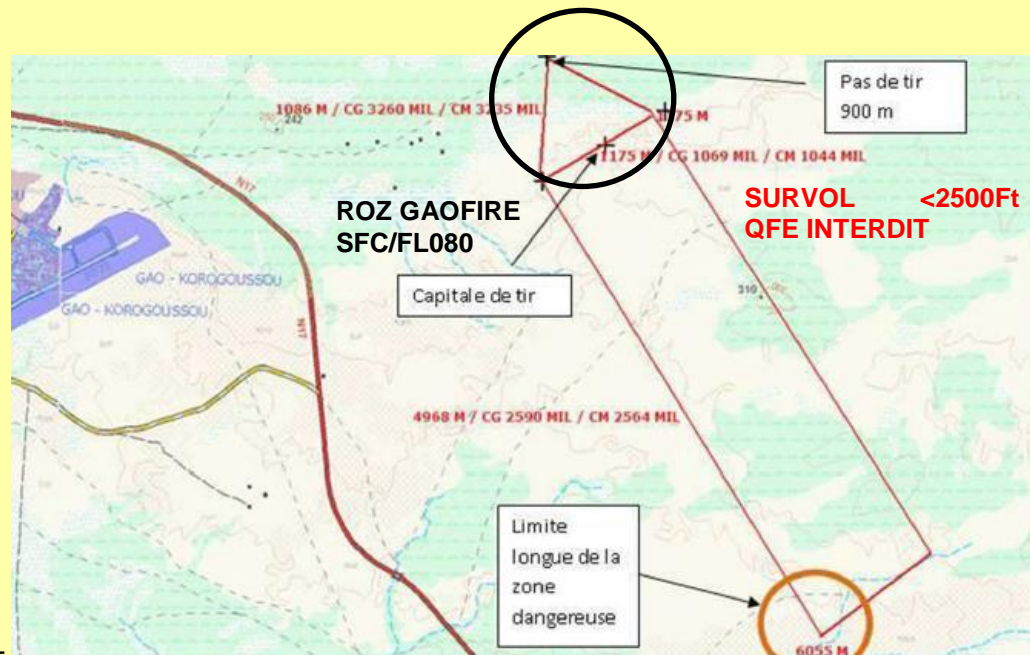 Pas de tir
900 m
1086 M / CG 3260 MIL / CM 3235 MIL
242
1175 M
1175 M / CG 1069 MIL / CM 1044 MIL
N17
ROZ GAOFIRE
SFC/FL080
SURVOL <2500Ft
QFE INTERDIT
GAO - KOROGOUSSOU
GAO - KOROGOUSSOU
Capitale de tir
310
N17
4968 M / CG 2590 MIL / CM 2564 MIL
Limite
longue de la
zone
dangereuse
6055 M